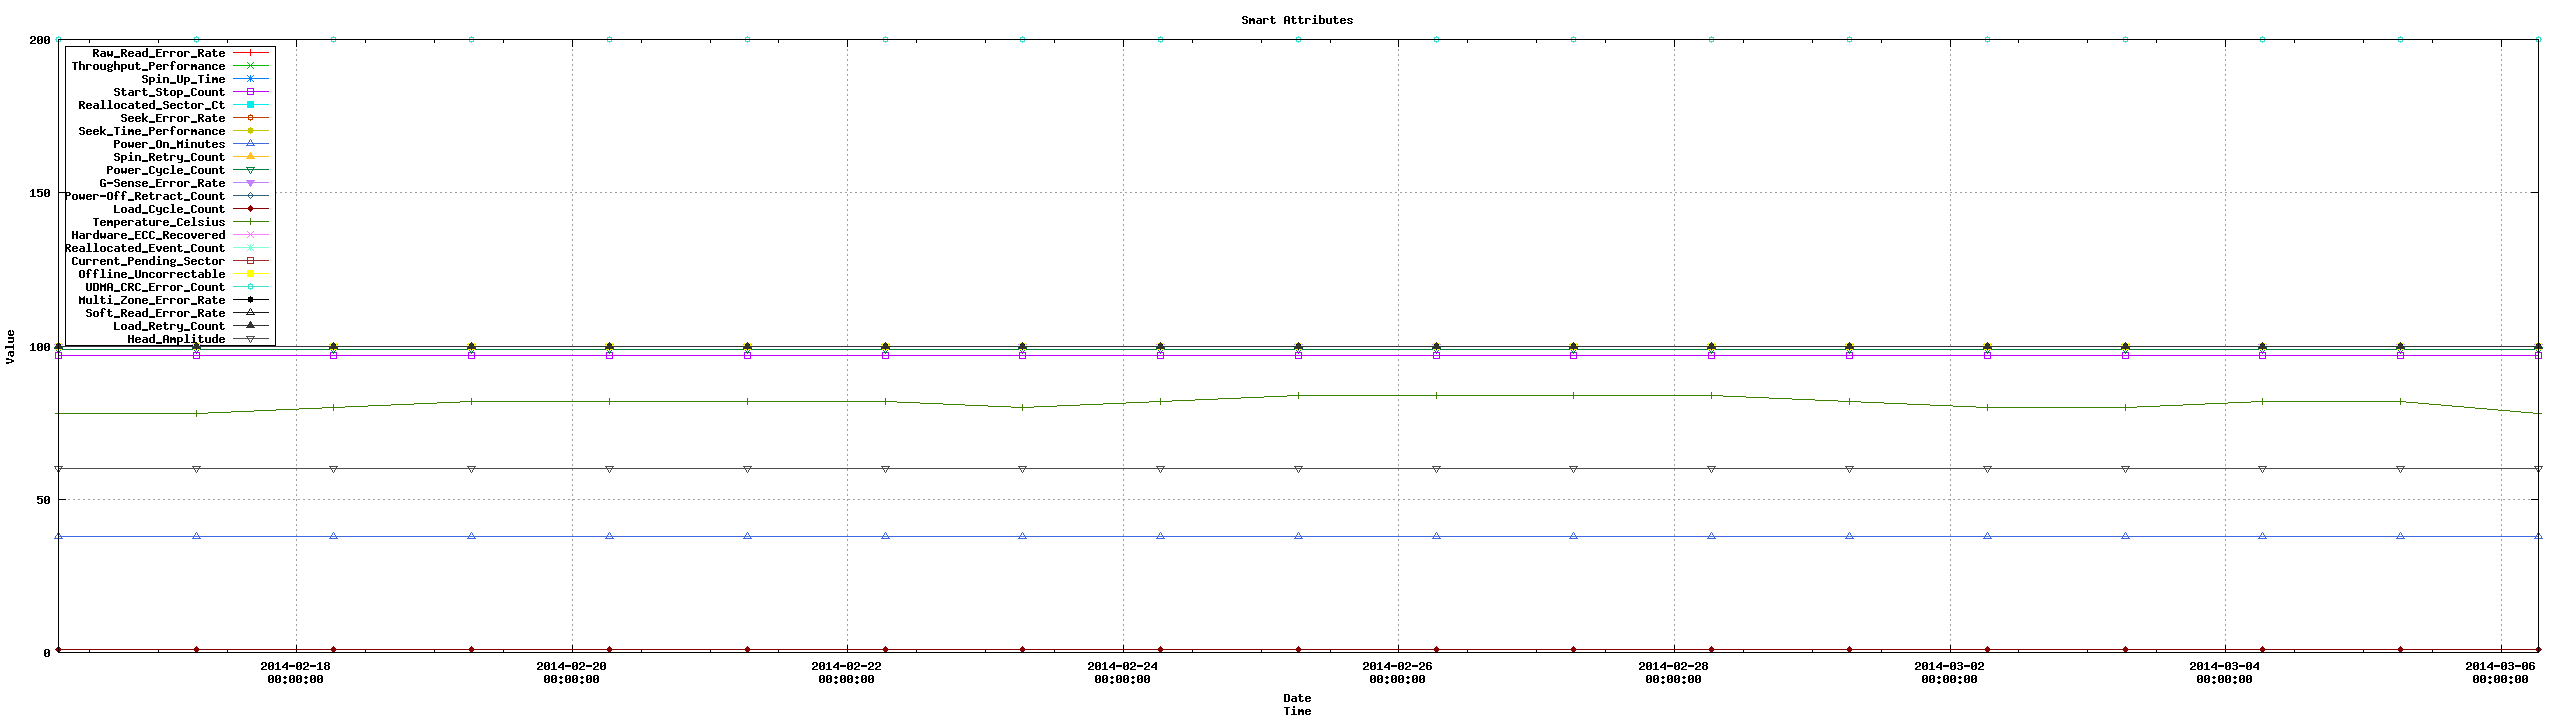 Smart Attributes
200
150
100
50
0
Value
Raw_Read_Error_Rate
Throughput_Performance
Spin_Up_Time
Start_Stop_Count
Reallocated_Sector_Ct
Seek_Error_Rate
Seek_Time_Performance
Power_On_Minutes
Spin_Retry_Count
Power_Cycle_Count
G-Sense_Error_Rate
Power-Off_Retract_Count
Load_Cycle_Count
Temperature_Celsius
Hardware_ECC_Recovered
Reallocated_Event_Count
Current_Pending_Sector
Offline_Uncorrectable
UDMA_CRC_Error_Count
Multi_Zone_Error_Rate
Soft_Read_Error_Rate
Load_Retry_Count
Head_Amplitude
2014-02-18 2014-02-20 2014-02-22 2014-02-24 2014-02-26 2014-02-28 2014-03-02 2014-03-04 2014-03-06
00:00:00 00:00:00 00:00:00 00:00:00 00:00:00 00:00:00 00:00:00 00:00:00 00:00:00
Date
Time